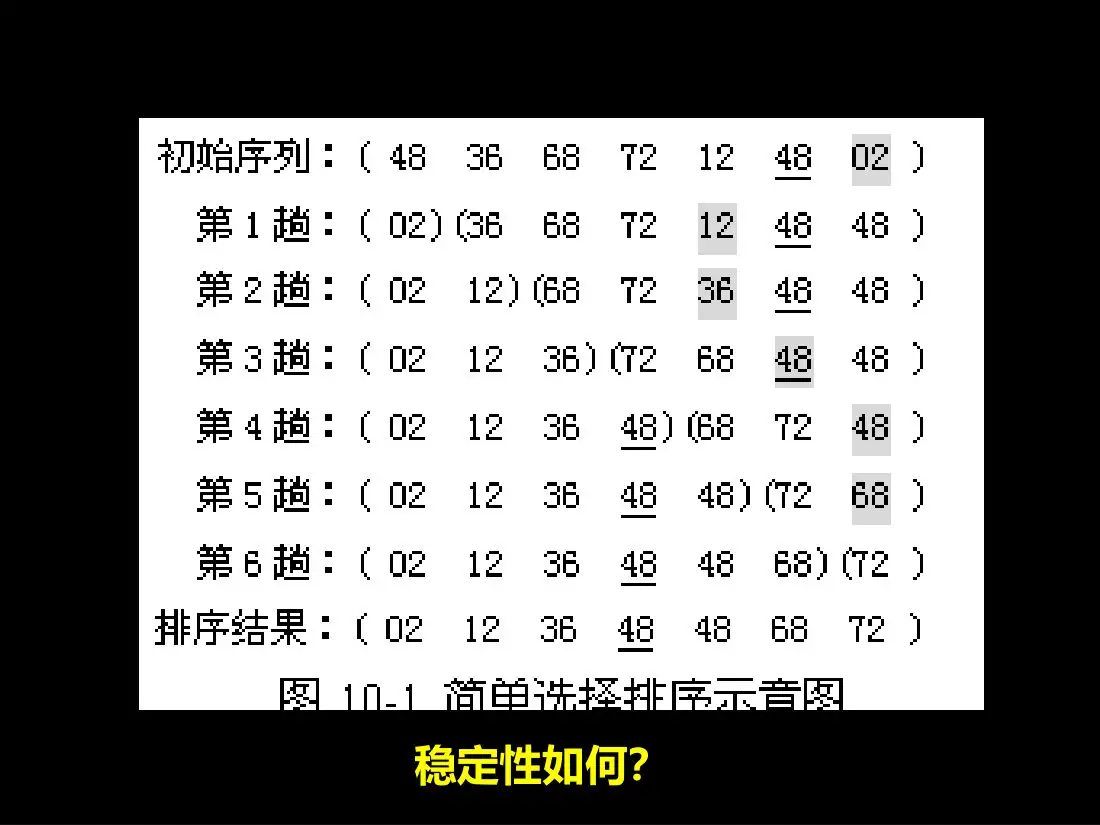 初始序列：( 48 36 68 72 12 48 02 )
第 1 趟：( 02)(36 68 72 12 48 48 )
第 2 趟：( 02 12)(68 72 36 48 48 )
第 3 趟：( 02 12 36)(72 68 48 48 )
第 4 趟：( 02 12 36 48)(68 72 48 )
第 5 趟：( 02 12 36 48 48)(72 68 )
第 6 趟：( 02 12 36 48 48 68)(72 )
排序结果：( 02 12 36 48 48 68 72 )
图 10-1 简单选择排序示意图
稳定性如何?